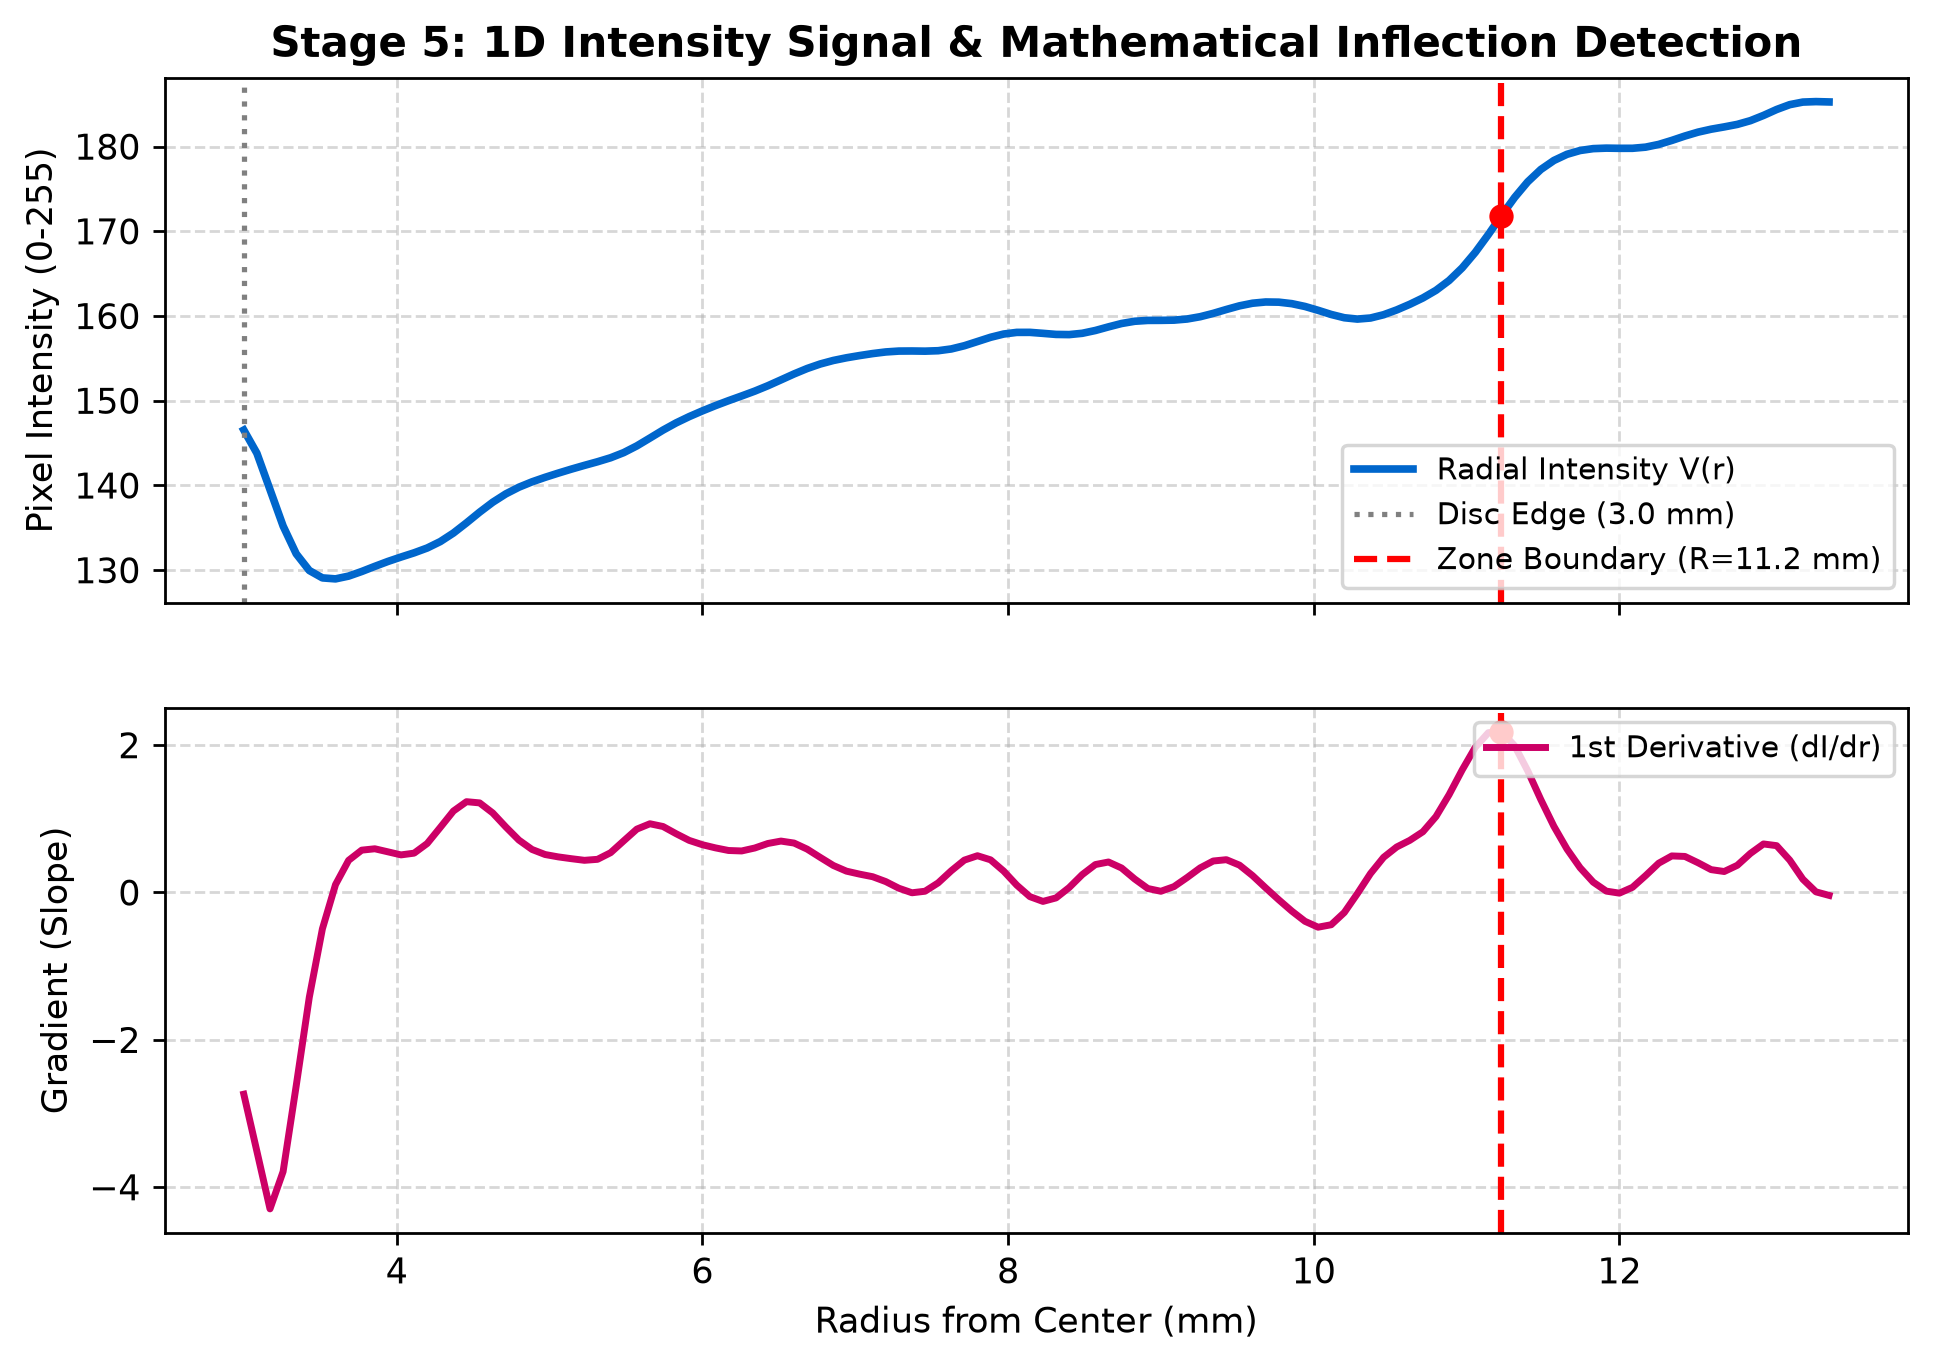 Stage 5: 1D Intensity Signal & Mathematical Inflection Detection
Pixel Intensity (0-255)
180
170
160
150
140
130
Radial Intensity V(r)
Disc Edge (3.0 mm)
Zone Boundary (R=11.2 mm)
Gradient (Slope)
2
0
−2
−4
1st Derivative (dI/dr)
4 6 8 10 12
Radius from Center (mm)